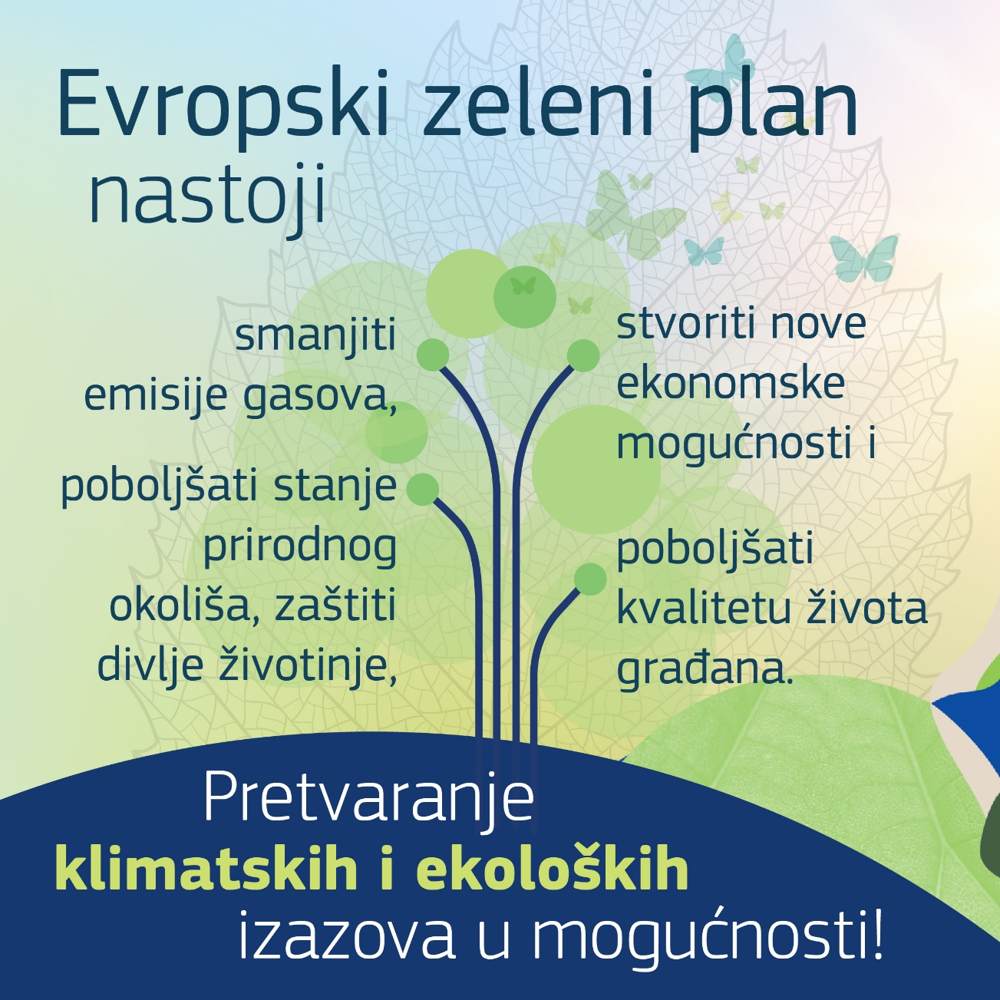 Evropski zeleni plan
nastoji
smanjiti
emisije gasova,
poboljšati stanje
prirodnog
okoliša, zaštiti
divlje životinje,
stvoriti nove
ekonomske
mogućnosti i
poboljšati
kvalitetu života
građana.
Pretvaranje
klimatskih i ekoloških
izazova u mogućnosti!